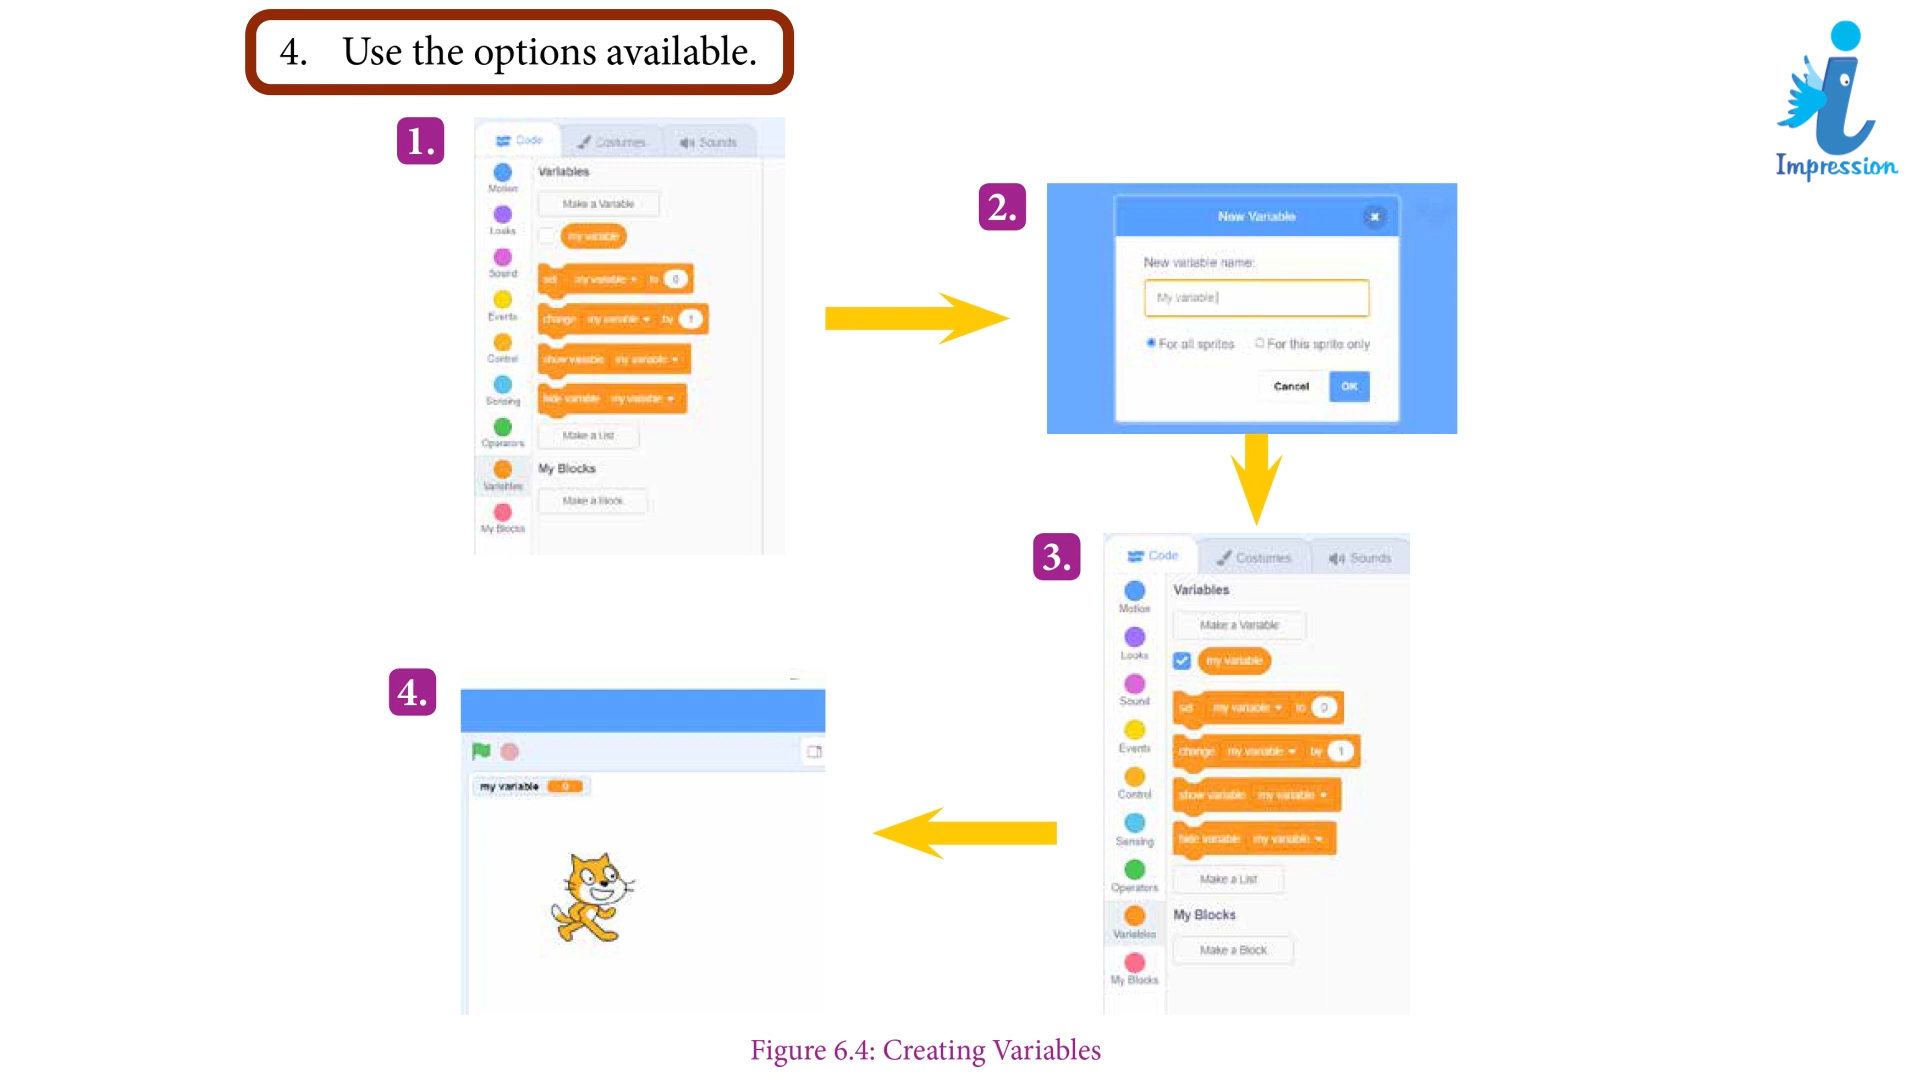 4. Use the options available.
Impression
1.
Code Costumes Sounds
Motion
Looks
Sound
Events
Control
Sensing
Operators
Variables
My Blocks
Variables
Make a Variable
my variable
set my variable to 0
change my variable by 1
show variable my variable
hide variable my variable
Make a List
My Blocks
Make a Block
2.
New Variable
New variable name:
My variable
For all sprites For this sprite only
Cancel OK
3.
Code Costumes Sounds
Motion
Looks
Sound
Events
Control
Sensing
Operators
Variables
My Blocks
Variables
Make a Variable
my variable
set my variable to 0
change my variable by 1
show variable my variable
hide variable my variable
Make a List
My Blocks
Make a Block
4.
my variable 0
Figure 6.4: Creating Variables